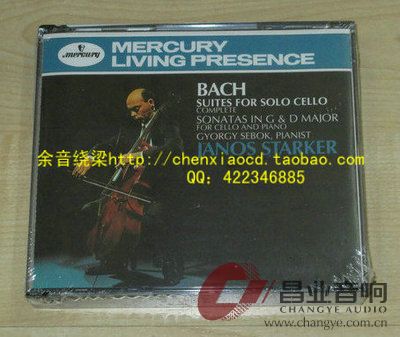 mercury
MERCURY
LIVING PRESENCE
BACH
SUITES FOR SOLO CELLO
COMPLETE
SONATAS IN G & D MAJOR
FOR CELLO AND PIANO
GYORGY SEBOK, PIANIST
JANOS STARKER
余音绕梁http://chenxiaocd.taobao.com
QQ：422346885
昌业音响
CHANGYE AUDIO
www.changye.com.cn